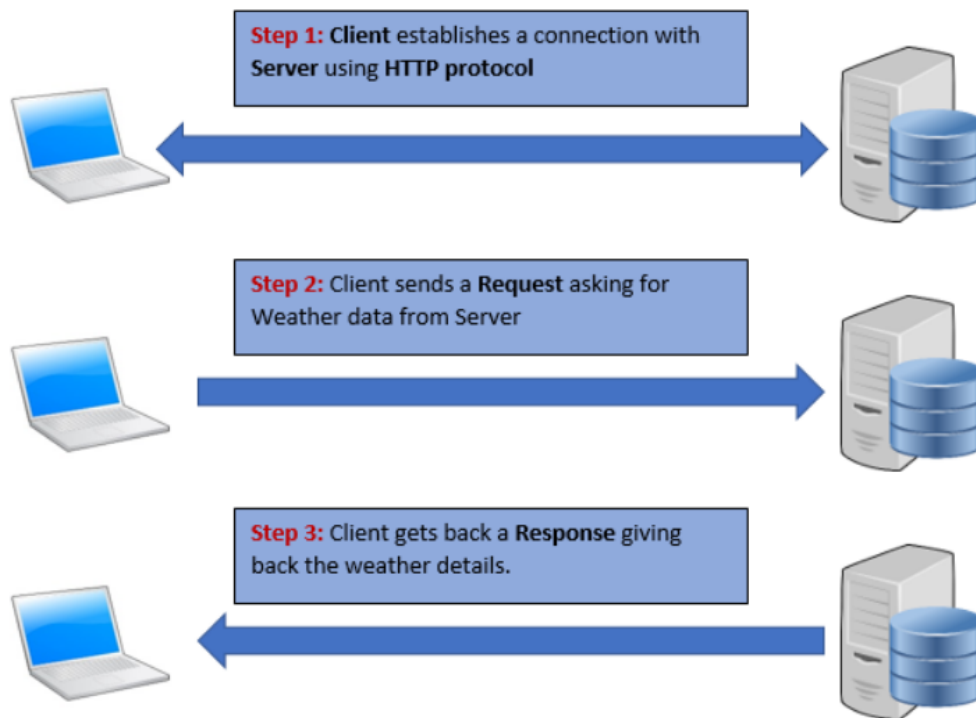 Step 1: Client establishes a connection with
Server using HTTP protocol
Step 2: Client sends a Request asking for
Weather data from Server
Step 3: Client gets back a Response giving
back the weather details.